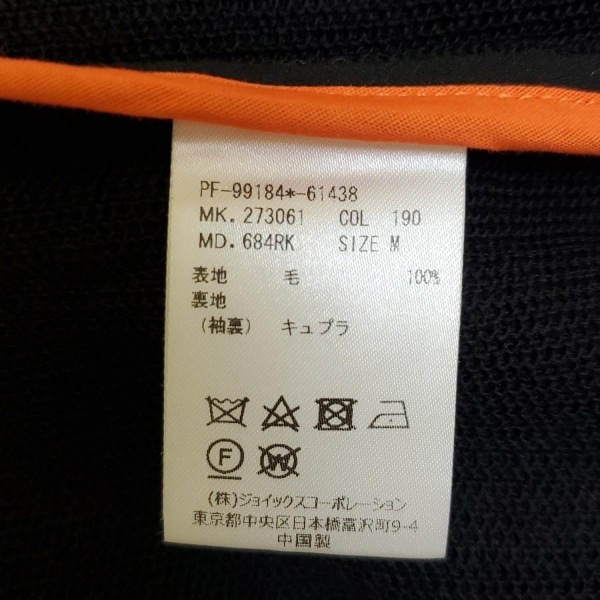 PF-99184*-61438
MK. 273061 COL 190
MD. 684RK SIZE M
表地 毛 100%
裏地
(袖裏) キュプラ
F
W
(株)ジョイックスコーポレーション
東京都中央区日本橋富沢町9-4
中国製